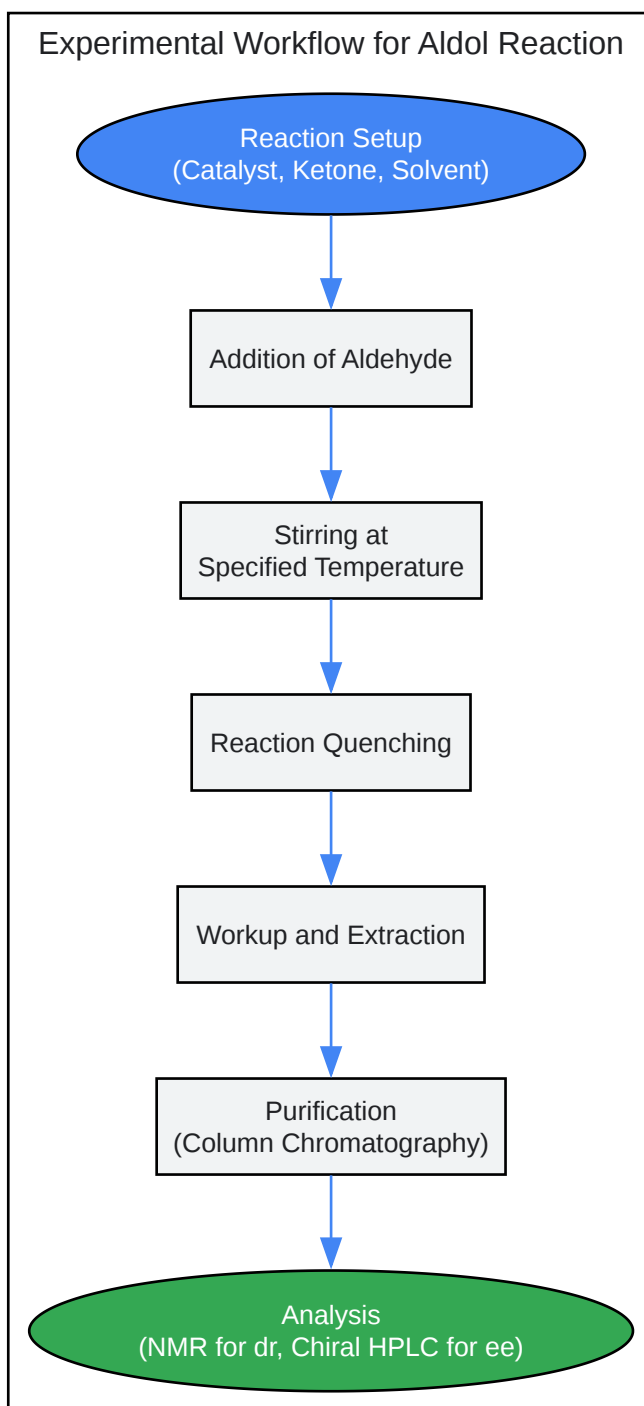 Experimental Workflow for Aldol Reaction
Reaction Setup
(Catalyst, Ketone, Solvent)
Addition of Aldehyde
Stirring at
Specified Temperature
Reaction Quenching
Workup and Extraction
Purification
(Column Chromatography)
Analysis
(NMR for dr, Chiral HPLC for ee)